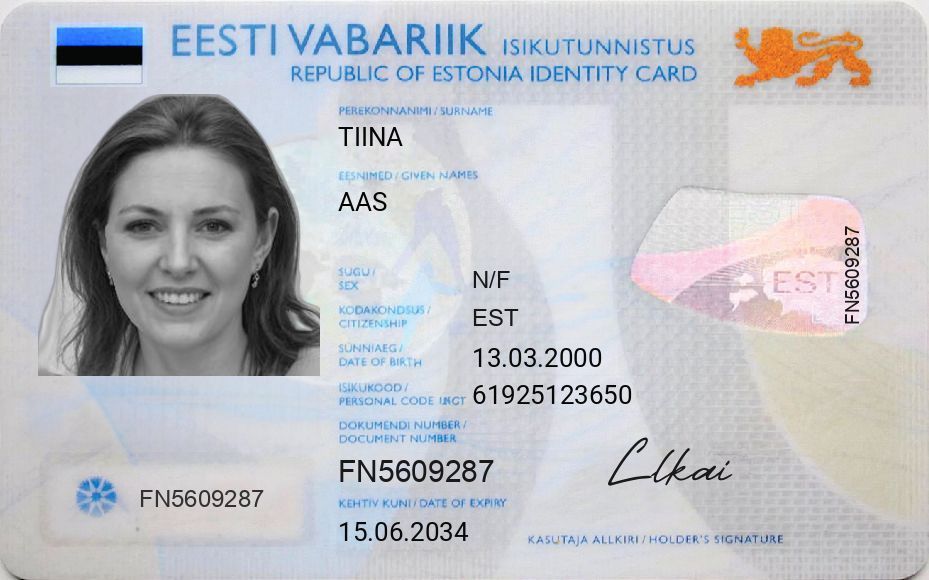 EESTI VABARIIK ISIKUTUNNISTUS
REPUBLIC OF ESTONIA IDENTITY CARD
PEREKONNANIMI / SURNAME
TIINA
EESNIMED / GIVEN NAMES
AAS
SUGU /
SEX
N/F
KODAKONDSUS /
CITIZENSHIP
EST
SÜNNIAEG /
DATE OF BIRTH
13.03.2000
ISIKUKOOD /
PERSONAL CODE
61925123650
DOKUMENDI NUMBER /
DOCUMENT NUMBER
FN5609287
KEHTIV KUNI / DATE OF EXPIRY
15.06.2034
FN5609287
EST
FN5609287
KASUTAJA ALLKIRI / HOLDER'S SIGNATURE